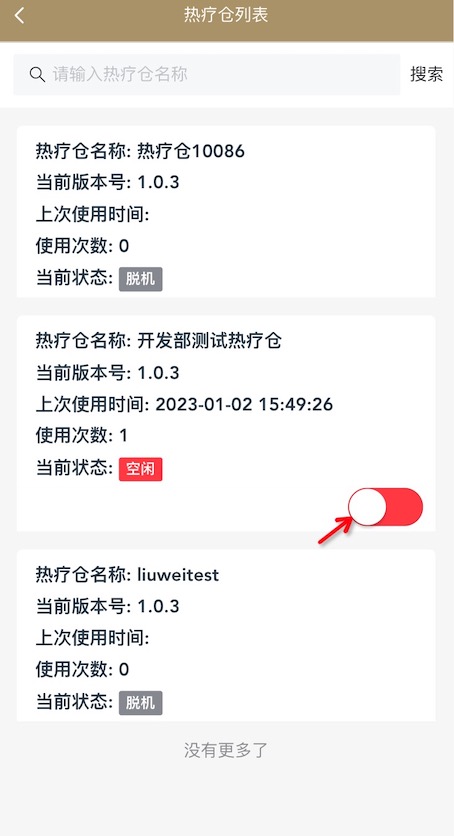 热疗仓列表
请输入热疗仓名称 搜索
热疗仓名称: 热疗仓10086
当前版本号: 1.0.3
上次使用时间:
使用次数: 0
当前状态: 脱机
热疗仓名称: 开发部测试热疗仓
当前版本号: 1.0.3
上次使用时间: 2023-01-02 15:49:26
使用次数: 1
当前状态: 空闲
热疗仓名称: liuweitest
当前版本号: 1.0.3
上次使用时间:
使用次数: 0
当前状态: 脱机
没有更多了